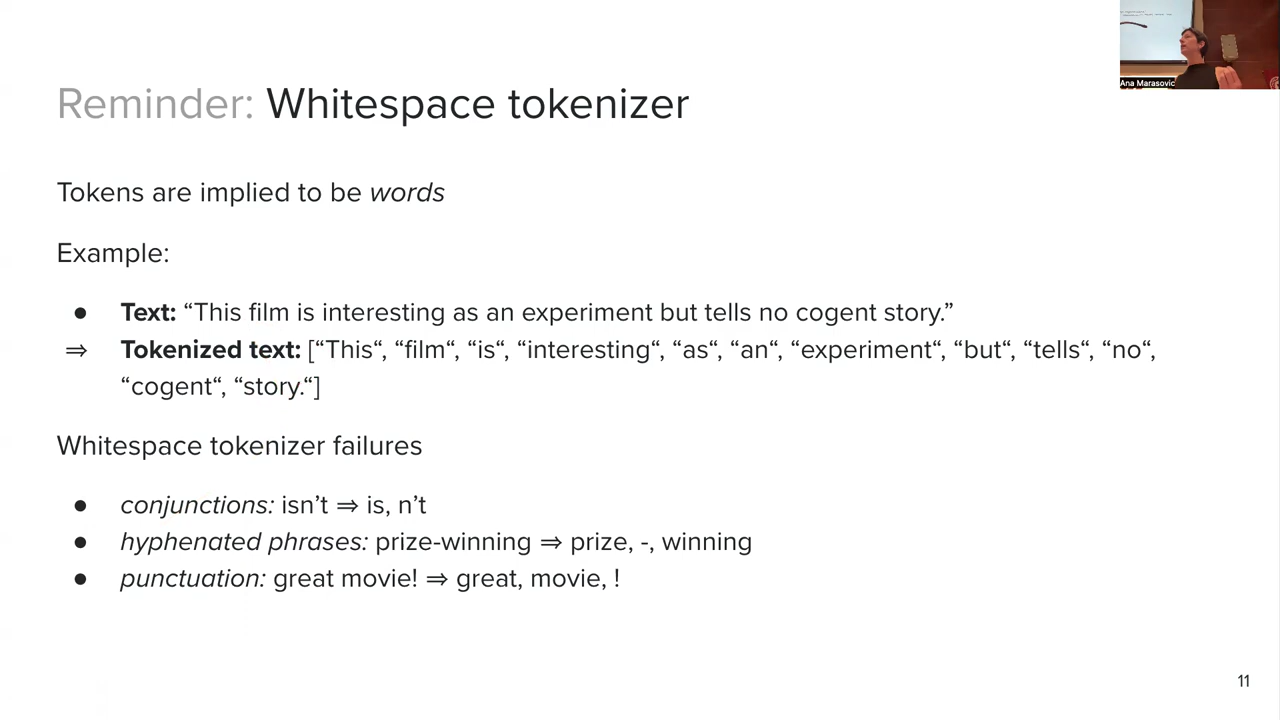 Ana Marasovic
Reminder: Whitespace tokenizer
Tokens are implied to be words
Example:
● Text: “This film is interesting as an experiment but tells no cogent story.”
⇒ Tokenized text: [“This“, “film“, “is“, “interesting“, “as“, “an“, “experiment“, “but“, “tells“, “no“,
“cogent“, “story.“]
Whitespace tokenizer failures
● conjunctions: isn’t ⇒ is, n’t
● hyphenated phrases: prize-winning ⇒ prize, -, winning
● punctuation: great movie! ⇒ great, movie, !
11